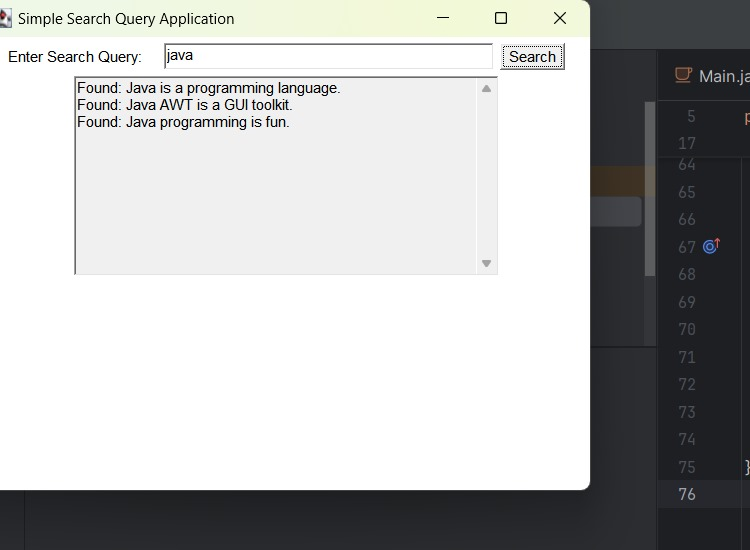 Simple Search Query Application
Enter Search Query:
java
Search
Found: Java is a programming language.
Found: Java AWT is a GUI toolkit.
Found: Java programming is fun.
Main.ja
5
17
64
65
66
67
68
69
70
71
72
73
74
75 }
76